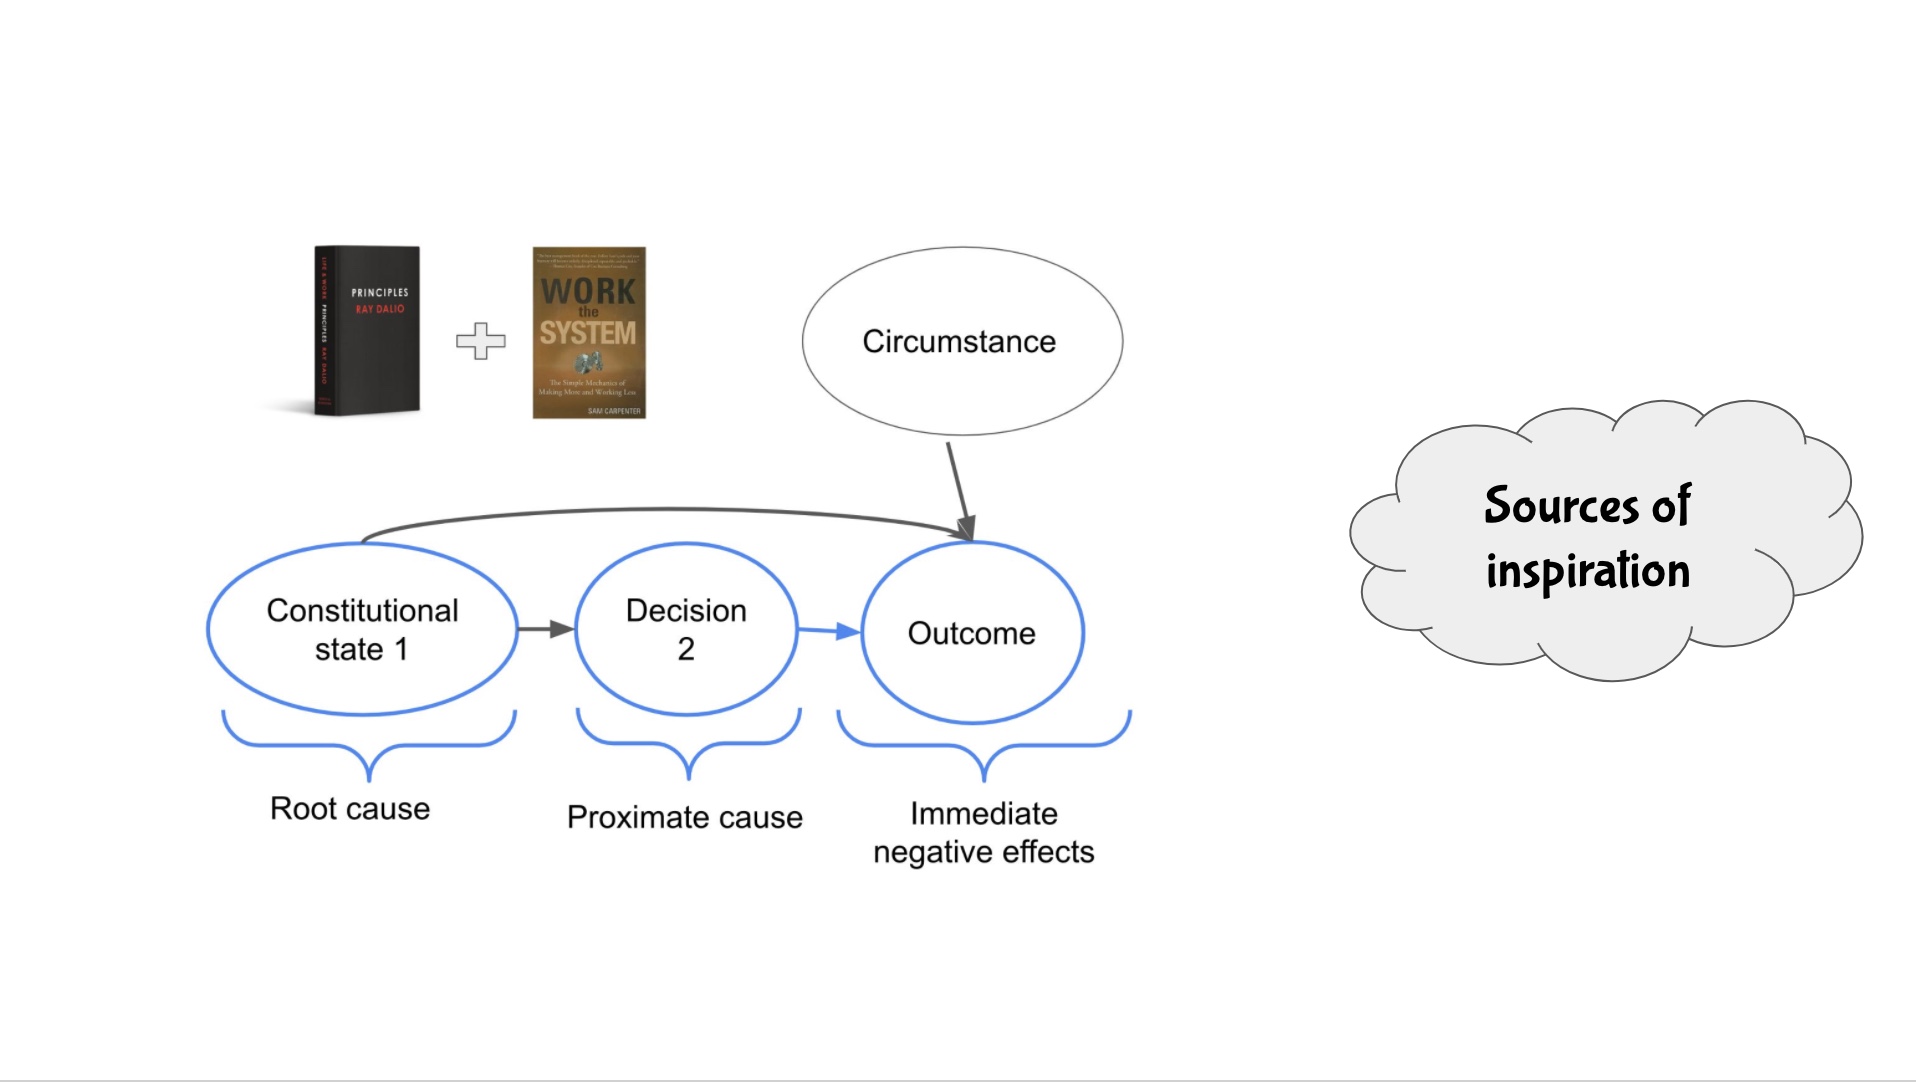 PRINCIPLES
RAY DALIO
LIFE & WORK PRINCIPLES RAY DALIO
WORK
the
SYSTEM
The Simple Mechanics of
Making More and Working Less
SAM CARPENTER
Circumstance
Sources of
inspiration
Constitutional
state 1
Decision
2
Outcome
Root cause
Proximate cause
Immediate
negative effects